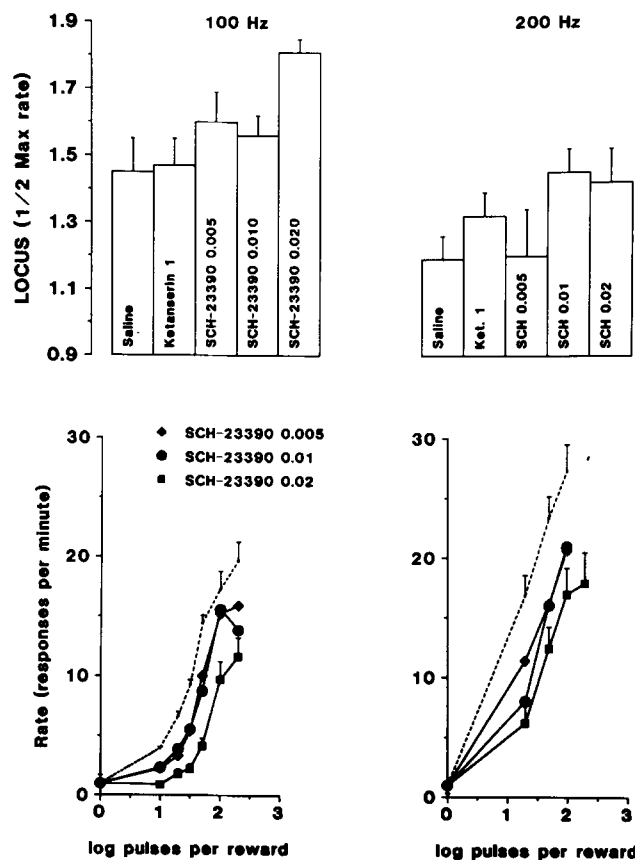 100 Hz
200 Hz
LOCUS (1/2 Max rate)
1.9
1.7
1.5
1.3
1.1
0.9
Saline
Ketanserin 1
SCH-23390 0.005
SCH-23390 0.010
SCH-23390 0.020
Saline
Ket. 1
SCH 0.005
SCH 0.01
SCH 0.02
Rate (responses per minute)
30
20
10
0
SCH-23390 0.005
SCH-23390 0.01
SCH-23390 0.02
0 1 2 3
log pulses per reward
30
20
10
0
0 1 2 3
log pulses per reward